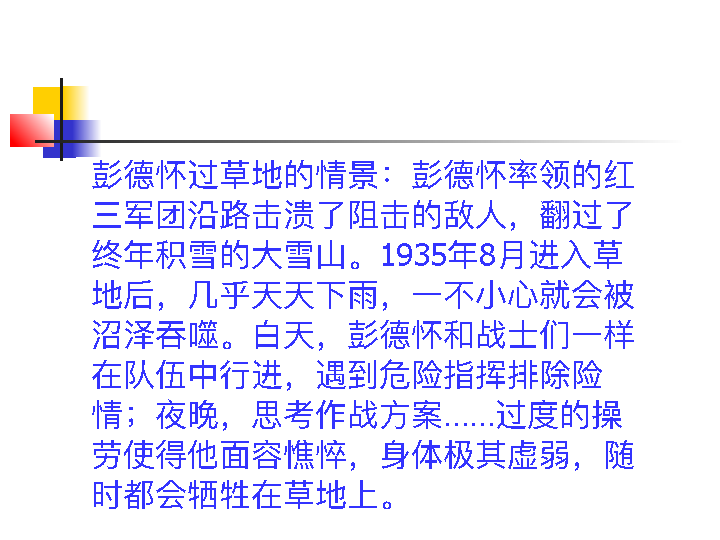 彭德怀过草地的情景：彭德怀率领的红
三军团沿路击溃了阻击的敌人，翻过了
终年积雪的大雪山。1935年8月进入草
地后，几乎天天下雨，一不小心就会被
沼泽吞噬。白天，彭德怀和战士们一样
在队伍中行进，遇到危险指挥排除险
情；夜晚，思考作战方案……过度的操
劳使得他面容憔悴，身体极其虚弱，随
时都会牺牲在草地上。